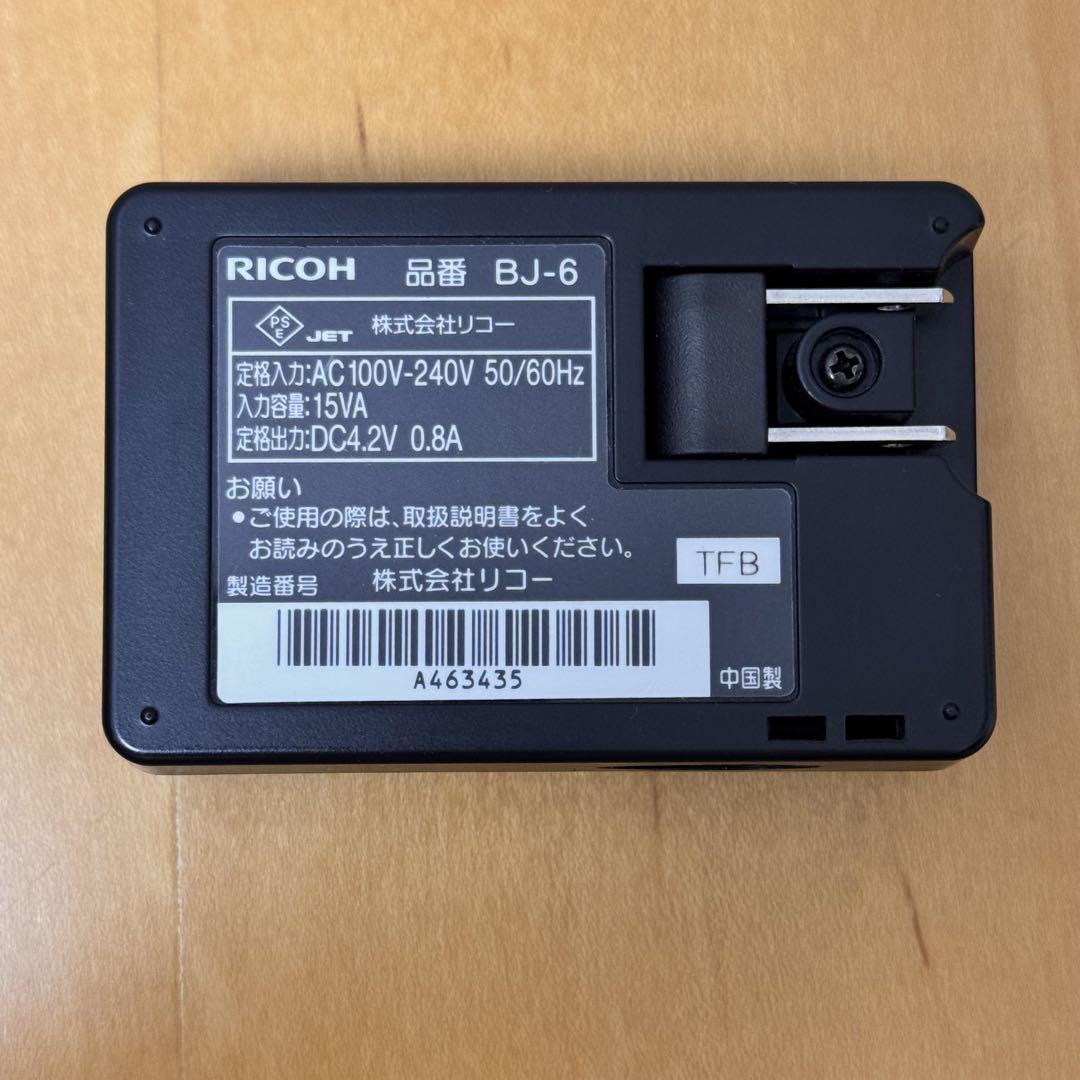 RICOH 品番 BJ-6
PSE JET 株式会社リコー
定格入力:AC100V-240V 50/60Hz
入力容量:15VA
定格出力:DC4.2V 0.8A
お願い
●ご使用の際は、取扱説明書をよく
お読みのうえ正しくお使いください。
製造番号 株式会社リコー
TFB
A463435
中国製